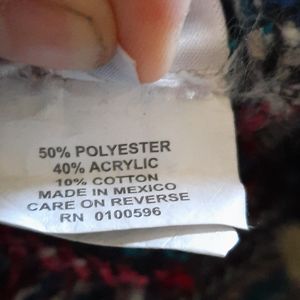 50% POLYESTER
40% ACRYLIC
10% COTTON
MADE IN MEXICO
CARE ON REVERSE
RN 0100596